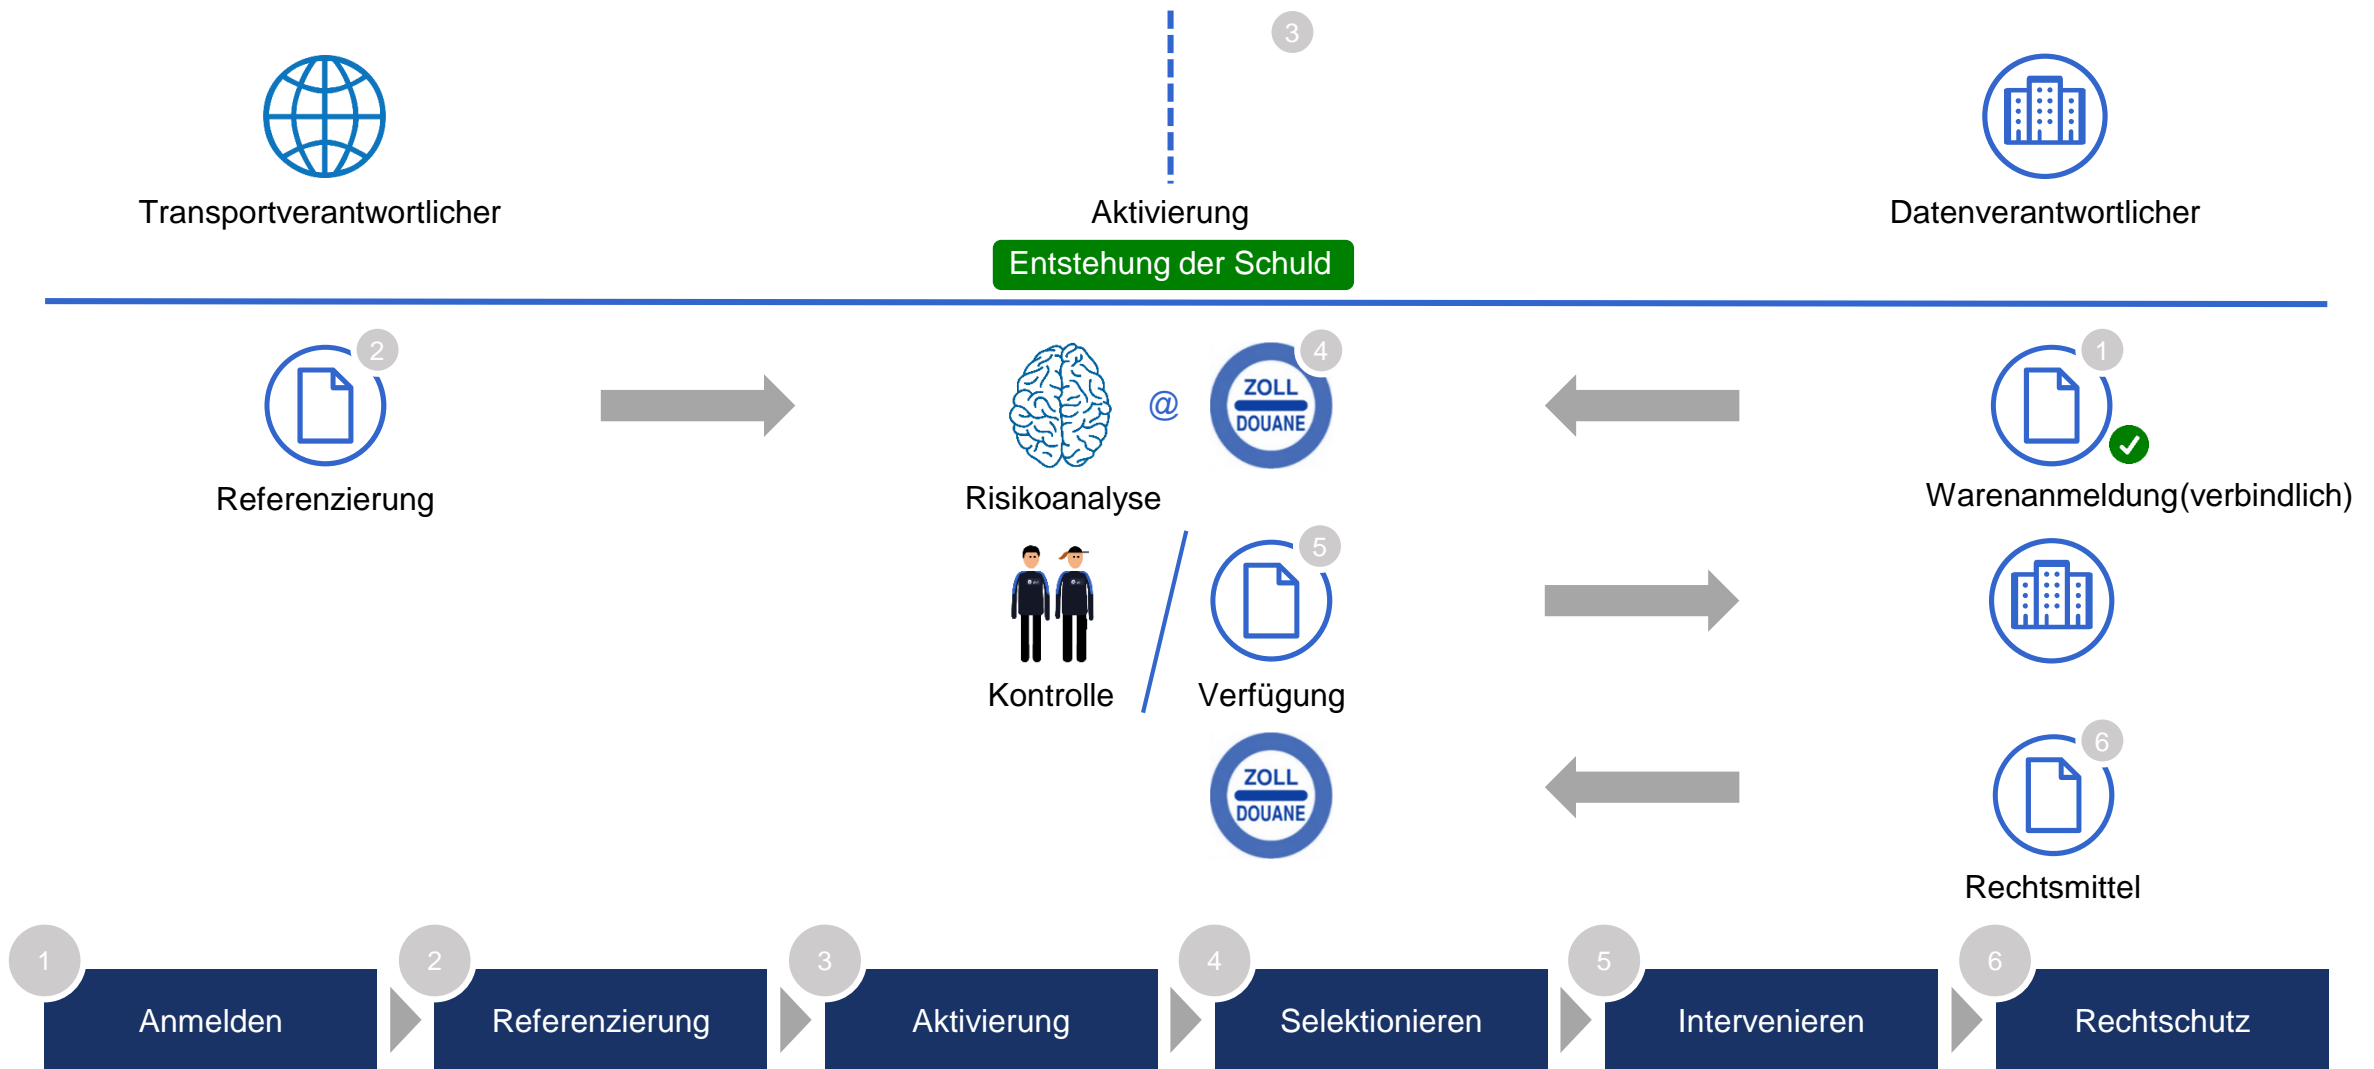 3
Transportverantwortlicher
Aktivierung
Datenverantwortlicher
Entstehung der Schuld
2
4
1
ZOLL
DOUANE
@
Referenzierung
Risikoanalyse
Warenanmeldung(verbindlich)
5
Kontrolle
Verfügung
6
ZOLL
DOUANE
Rechtsmittel
1
2
3
4
5
6
Anmelden
Referenzierung
Aktivierung
Selektionieren
Intervenieren
Rechtschutz